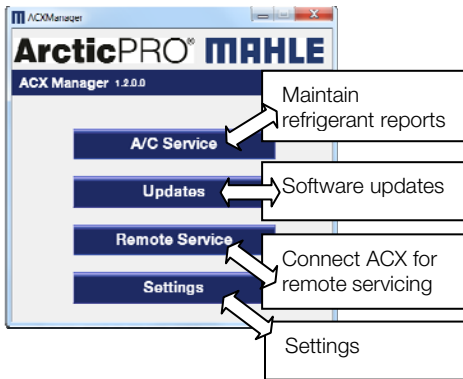 ACXManager
ArcticPRO® MAHLE
ACX Manager 1.2.0.0
Maintain
refrigerant reports
A/C Service
Updates
Software updates
Remote Service
Connect ACX for
remote servicing
Settings
Settings